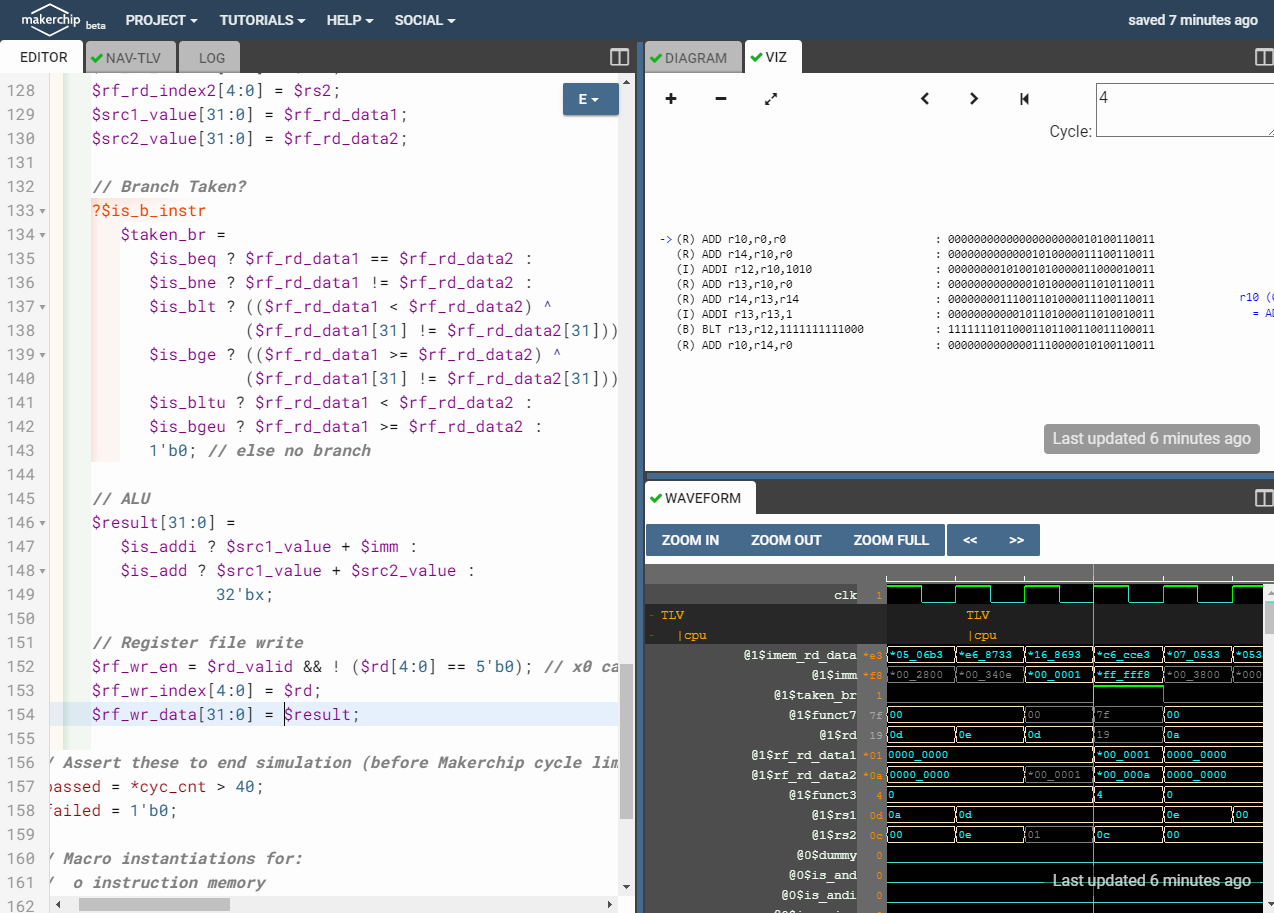 makerchip beta PROJECT TUTORIALS HELP SOCIAL saved 7 minutes ago
EDITOR NAV-TLV LOG
E
128 $rf_rd_index2[4:0] = $rs2;
129 $src1_value[31:0] = $rf_rd_data1;
130 $src2_value[31:0] = $rf_rd_data2;
131
132 // Branch Taken?
133 ?$is_b_instr
134 $taken_br =
135 $is_beq ? $rf_rd_data1 == $rf_rd_data2 :
136 $is_bne ? $rf_rd_data1 != $rf_rd_data2 :
137 $is_blt ? (($rf_rd_data1 < $rf_rd_data2) ^
138 ($rf_rd_data1[31] != $rf_rd_data2[31]))
139 $is_bge ? (($rf_rd_data1 >= $rf_rd_data2) ^
140 ($rf_rd_data1[31] != $rf_rd_data2[31]))
141 $is_bltu ? $rf_rd_data1 < $rf_rd_data2 :
142 $is_bgeu ? $rf_rd_data1 >= $rf_rd_data2 :
143 1'b0; // else no branch
144
145 // ALU
146 $result[31:0] =
147 $is_addi ? $src1_value + $imm :
148 $is_add ? $src1_value + $src2_value :
149 32'bx;
150
151 // Register file write
152 $rf_wr_en = $rd_valid && ! ($rd[4:0] == 5'b0); // x0 ca
153 $rf_wr_index[4:0] = $rd;
154 $rf_wr_data[31:0] = $result;
155
156 / Assert these to end simulation (before Makerchip cycle lim
157 passed = *cyc_cnt > 40;
158 failed = 1'b0;
159
160 / Macro instantiations for:
161 / o instruction memory
162
DIAGRAM VIZ
Cycle: 4
-> (R) ADD r10,r0,r0 : 00000000000000000000010100110011
(R) ADD r14,r10,r0 : 00000000000001010000011100110011
(I) ADDI r12,r10,1010 : 00000000101001010000011000010011
(R) ADD r13,r10,r0 : 00000000000001010000011010110011
(R) ADD r14,r13,r14 : 00000000111001101000011100110011
(I) ADDI r13,r13,1 : 00000000000101101000011010010011
(B) BLT r13,r12,1111111111000 : 11111110110001101100110011100011
(R) ADD r10,r14,r0 : 00000000000001110000010100110011
r10 (
= AD
Last updated 6 minutes ago
WAVEFORM
ZOOM IN ZOOM OUT ZOOM FULL << >>
clk 1
TLV TLV
|cpu |cpu
@1$imem_rd_data *e3 *05_06b3 *e6_8733 *16_8693 *c6_cce3 *07_0533 *053
@1$imm *f8 *00_2800 *00_340e *00_0001 *ff_fff8 *00_3800 *000
@1$taken_br 1
@1$funct7 7f 00 00 7f 00
@1$rd 19 0d 0e 0d 19 0a
@1$rf_rd_data1 *01 0000_0000 *00_0001 0000_0000
@1$rf_rd_data2 *0a 0000_0000 *00_0001 *00_000a 0000_0000
@1$funct3 4 0 4 0
@1$rs1 0d 0a 0d 0e 00
@1$rs2 0c 00 0e 01 0c 00
@0$dummy 0
@0$is_and 0
@0$is_andi 0
Last updated 6 minutes ago